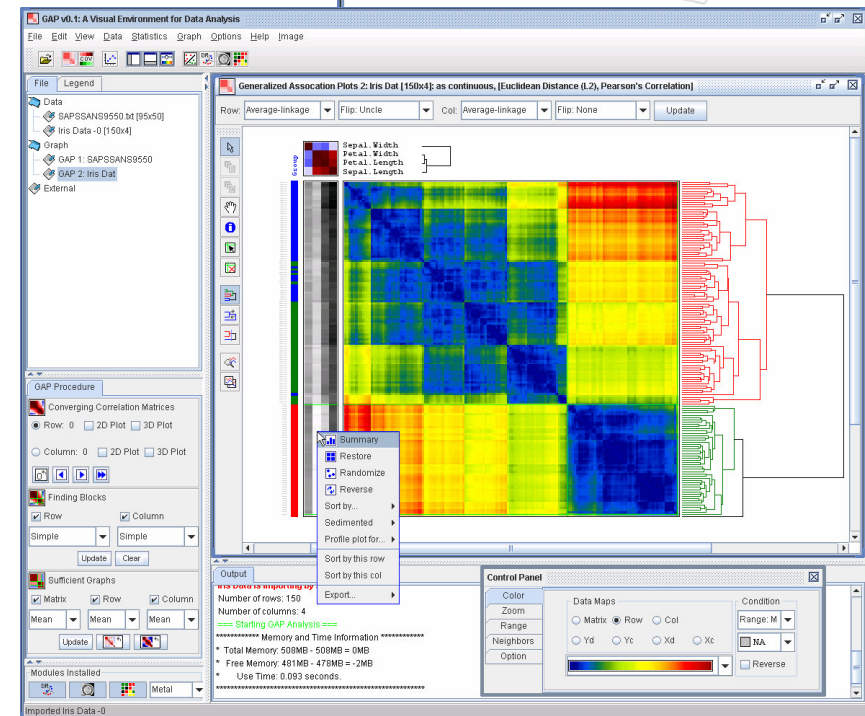 GAP v0.1: A Visual Environment for Data Analysis
File Edit View Data Statistics Graph Options Help Image
File Legend
Data
SAPSSANS9550.txt [95x50]
Iris Data -0 [150x4]
Graph
GAP 1: SAPSSANS9550
GAP 2: Iris Dat
External
Generalized Assocation Plots 2: Iris Dat [150x4]: as continuous, [Euclidean Distance (L2), Pearson's Correlation]
Row: Average-linkage Flip: Uncle Col: Average-linkage Flip: None Update
Group
Sepal.Width
Petal.Width
Petal.Length
Sepal.Length
Summary
Restore
Randomize
Reverse
Sort by...
Sedimented
Profile plot for...
Sort by this row
Sort by this col
Export...
GAP Procedure
Converging Correlation Matrices
Row: 0 2D Plot 3D Plot
Column: 0 2D Plot 3D Plot
Finding Blocks
Row Column
Simple Simple
Update Clear
Sufficient Graphs
Matrix Row Column
Mean Mean Mean
Update
Modules Installed
Metal
Output
Iris Data is importing by
Number of rows: 150
Number of columns: 4
=== Starting GAP Analysis ===
************ Memory and Time Information ************
* Total Memory: 508MB - 508MB = 0MB
* Free Memory: 481MB - 478MB = -2MB
* Use Time: 0.093 seconds.
Control Panel
Color
Zoom
Range
Neighbors
Option
Data Maps
Matrix Row Col
Yd Yc Xd Xc
Condition
Range: M
NA
Reverse
Imported Iris Data -0